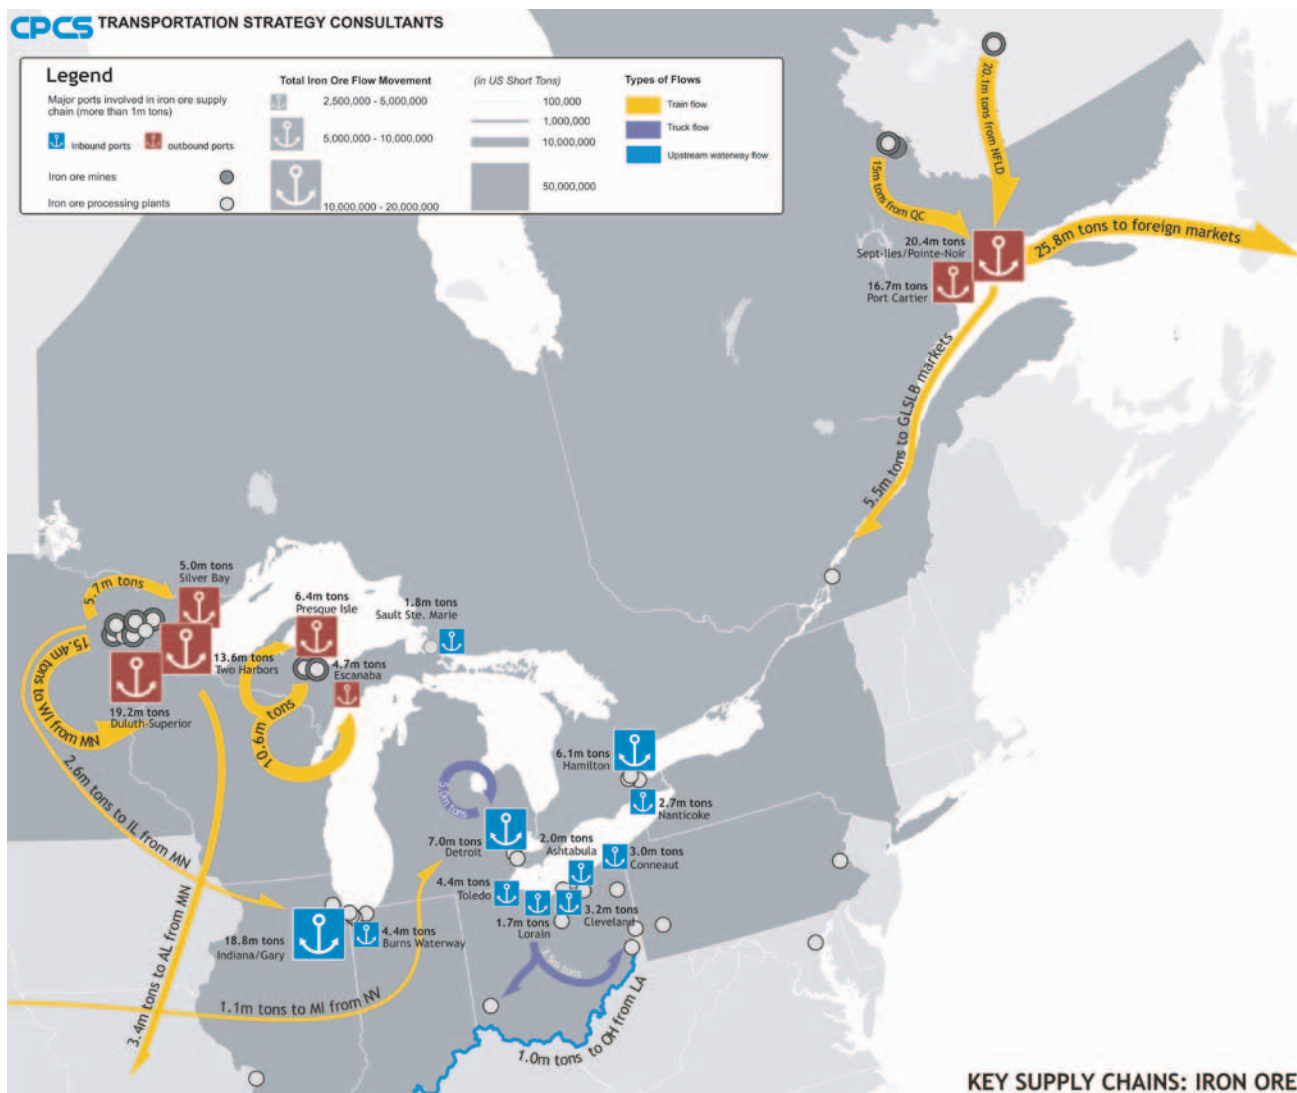 CPCS TRANSPORTATION STRATEGY CONSULTANTS
Legend
Major ports involved in iron ore supply
chain (more than 1m tons)
inbound ports
outbound ports
Iron ore mines
Iron ore processing plants
Total Iron Ore Flow Movement
2,500,000 - 5,000,000
5,000,000 - 10,000,000
10,000,000 - 20,000,000
(in US Short Tons)
100,000
1,000,000
10,000,000
50,000,000
Types of Flows
Train flow
Truck flow
Upstream waterway flow
20.1m tons from NFLD
15m tons from QC
20.4m tons
Sept-Iles/Pointe-Noir
25.8m tons to foreign markets
16.7m tons
Port Cartier
5.5m tons to GLSLB markets
5.0m tons
Silver Bay
5.7m tons
6.4m tons
Presque Isle
1.8m tons
Sault Ste. Marie
15.4m tons to WI from MN
13.6m tons
Two Harbors
4.7m tons
Escanaba
19.2m tons
Duluth-Superior
10.9m tons
2.6m tons to IL from MN
6.1m tons
Hamilton
2.7m tons
Nanticoke
7.0m tons
Detroit
2.0m tons
Ashtabula
3.0m tons
Conneaut
4.4m tons
Toledo
3.4m tons to AL from MN
18.8m tons
Indiana/Gary
4.4m tons
Burns Waterway
1.7m tons
Lorain
3.2m tons
Cleveland
tons
1.1m tons to MI from NV
1.0m tons to OH from LA
KEY SUPPLY CHAINS: IRON ORE